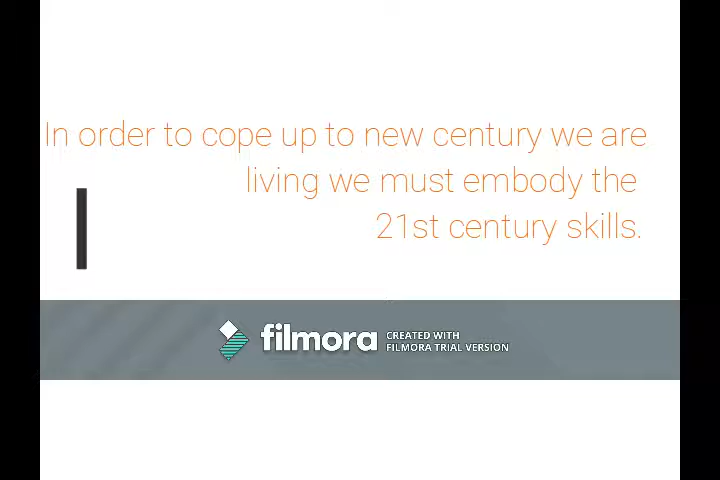 In order to cope up to new century we are
living we must embody the
21st century skills.
filmora
CREATED WITH
FILMORA TRIAL VERSION